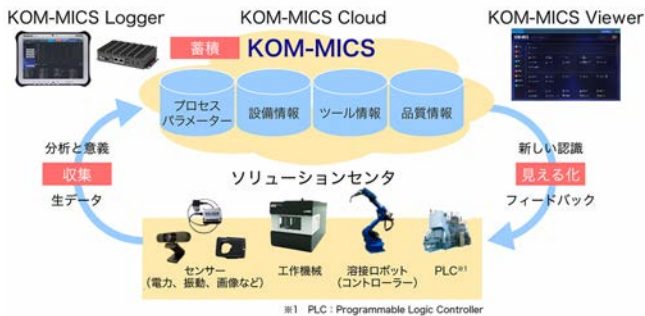 KOM-MICS Logger
KOM-MICS Cloud
KOM-MICS Viewer
蓄積
KOM-MICS
プロセス
パラメーター
設備情報
ツール情報
品質情報
分析と意義
収集
生データ
新しい認識
見える化
フィードバック
ソリューションセンタ
センサー
(電力、振動、画像など)
工作機械
溶接ロボット
(コントローラー)
PLC※1
※1 PLC:Programmable Logic Controller